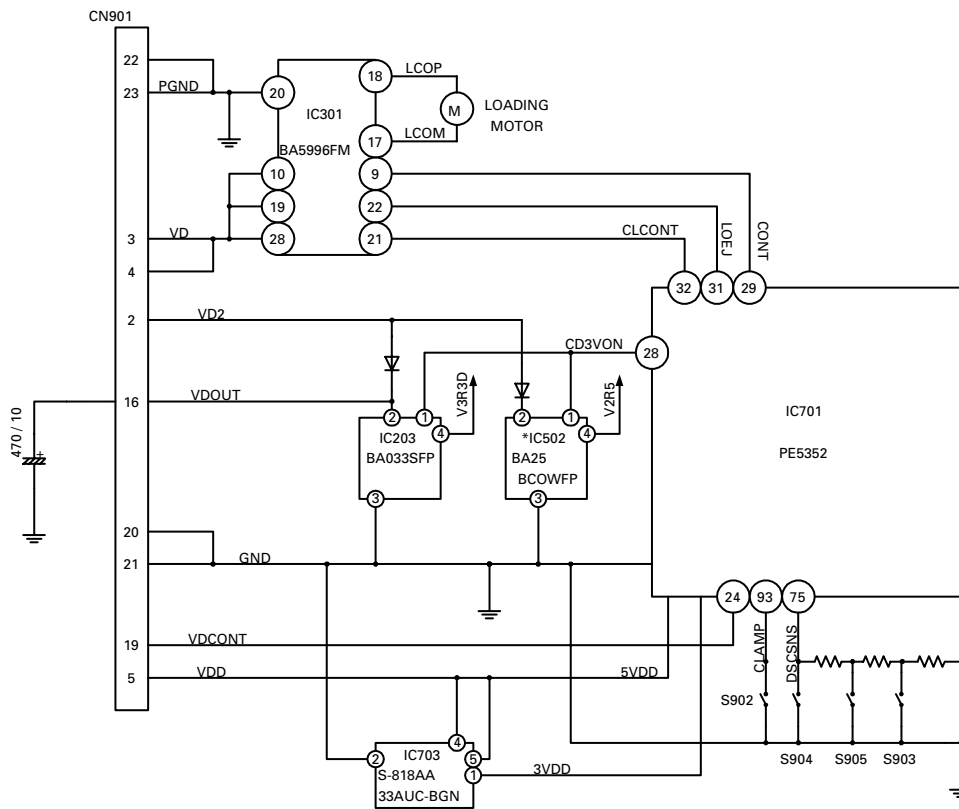 CN901
22
23
PGND
20
IC301
BA5996FM
18
LCOP
M
LOADING
MOTOR
17
LCOM
10
9
19
22
28
21
3
VD
4
CLCONT
LOEJ
CONT
32
31
29
2
VD2
CD3VON
28
16
VDOUT
470 / 10
+
2
1
4
V3R3D
IC203
BA033SFP
3
2
1
4
V2R5
*IC502
BA25
BCOWFP
3
IC701
PE5352
20
21
GND
24
93
75
19
VDCONT
CLAMP
DSCSNS
5
VDD
5VDD
S902
S904
S905
S903
4
2
IC703
5
S-818AA
1
3VDD
33AUC-BGN